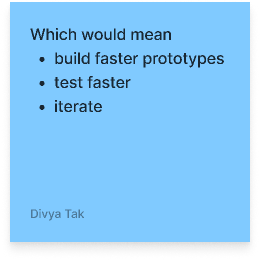 Which would mean
• build faster prototypes
• test faster
• iterate
Divya Tak